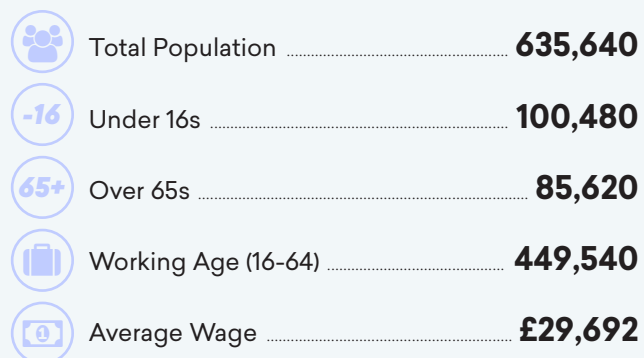 Total Population 635,640
-16 Under 16s 100,480
65+ Over 65s 85,620
Working Age (16-64) 449,540
1 Average Wage £29,692